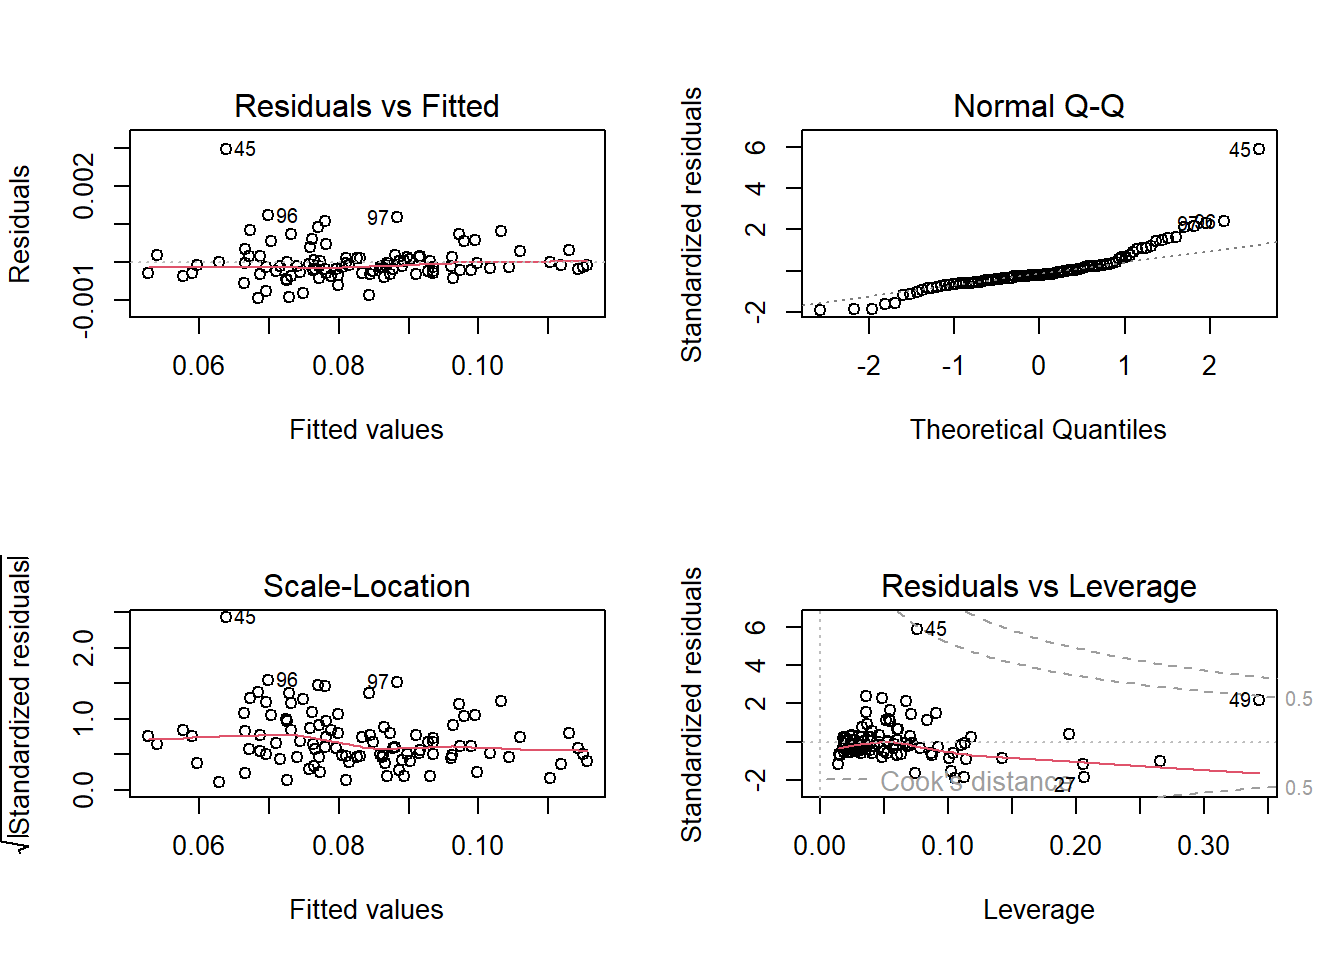 Residuals vs Fitted
Residuals
0.002
-0.001
45
96
97
0.06 0.08 0.10
Fitted values
Normal Q-Q
Standardized residuals
6
4
2
-2
45
97
96
-2 -1 0 1 2
Theoretical Quantiles
Scale-Location
√|Standardized residuals|
2.0
1.0
0.0
45
96
97
0.06 0.08 0.10
Fitted values
Residuals vs Leverage
Standardized residuals
6
4
2
-2
45
49
0.5
27
Cook's distance
0.5
0.00 0.10 0.20 0.30
Leverage